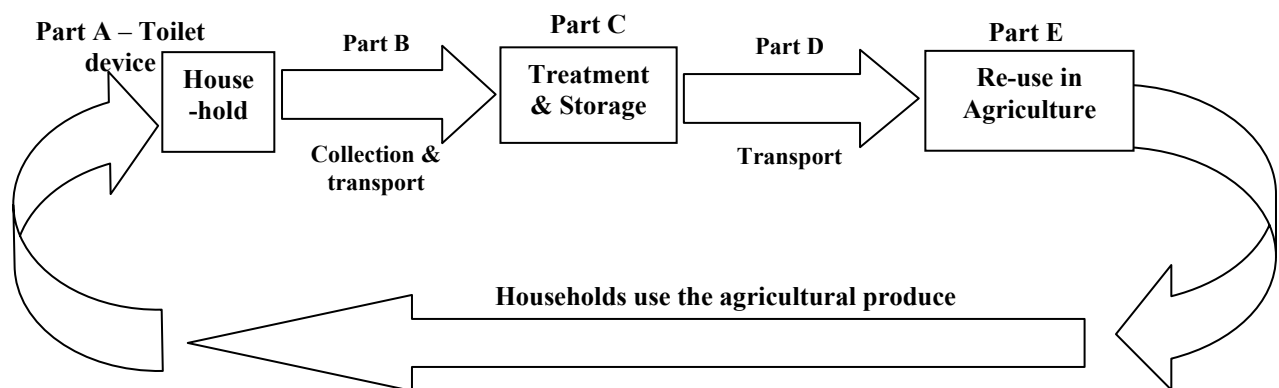 Part A – Toilet
device
House
-hold
Part B
Collection &
transport
Part C
Treatment
& Storage
Part D
Transport
Part E
Re-use in
Agriculture
Households use the agricultural produce